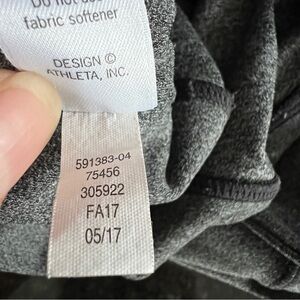 fabric softener
DESIGN ©
ATHLETA, INC.
591383-04
75456
305922
FA17
05/17